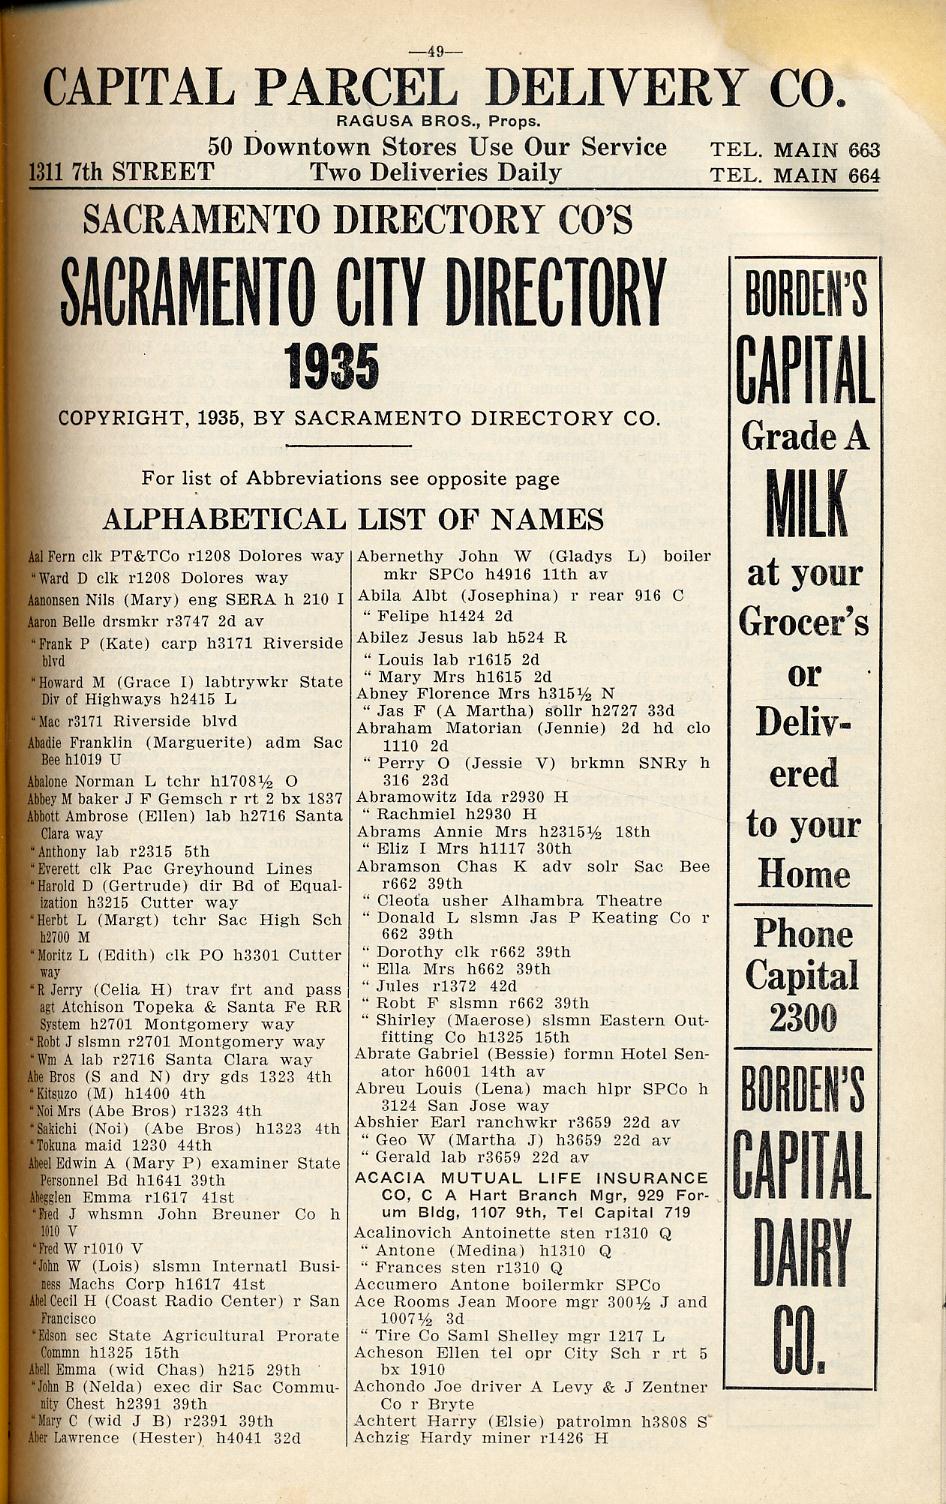 —49—
CAPITAL PARCEL DELIVERY CO.
RAGUSA BROS., Props.
50 Downtown Stores Use Our Service TEL. MAIN 663
1311 7th STREET Two Deliveries Daily TEL. MAIN 664
SACRAMENTO DIRECTORY CO'S
SACRAMENTO CITY DIRECTORY
1935
COPYRIGHT, 1935, BY SACRAMENTO DIRECTORY CO.
For list of Abbreviations see opposite page
ALPHABETICAL LIST OF NAMES
Aal Fern clk PT&TCo r1208 Dolores way
“Ward D clk r1208 Dolores way
Aanonsen Nils (Mary) eng SERA h 210 I
Aaron Belle drsmkr r3747 2d av
“Frank P (Kate) carp h3171 Riverside
blvd
“Howard M (Grace I) labtrywkr State
Div of Highways h2415 L
“Mac r3171 Riverside blvd
Abadie Franklin (Marguerite) adm Sac
Bee h1019 U
Abalone Norman L tchr h1708½ O
Abbey M baker J F Gemsch r rt 2 bx 1837
Abbott Ambrose (Ellen) lab h2716 Santa
Clara way
“Anthony lab r2315 5th
“Everett clk Pac Greyhound Lines
“Harold D (Gertrude) dir Bd of Equal-
ization h3215 Cutter way
“Herbt L (Margt) tchr Sac High Sch
h2700 M
“Moritz L (Edith) clk PO h3301 Cutter
way
“R Jerry (Celia H) trav frt and pass
agt Atchison Topeka & Santa Fe RR
System h2701 Montgomery way
“Robt J slsmn r2701 Montgomery way
“Wm A lab r2716 Santa Clara way
Abe Bros (S and N) dry gds 1323 4th
“Kitsuzo (M) h1400 4th
“Noi Mrs (Abe Bros) r1323 4th
“Sakichi (Noi) (Abe Bros) h1323 4th
“Tokuna maid 1230 44th
Abeel Edwin A (Mary P) examiner State
Personnel Bd h1641 39th
Abegglen Emma r1617 41st
“Fred J whsmn John Breuner Co h
1010 V
“Fred W r1010 V
“John W (Lois) slsmn Internatl Busi-
ness Machs Corp h1617 41st
Abel Cecil H (Coast Radio Center) r San
Francisco
“Edson sec State Agricultural Prorate
Commn h1325 15th
Abell Emma (wid Chas) h215 29th
“John B (Nelda) exec dir Sac Commu-
nity Chest h2391 39th
“Mary C (wid J B) r2391 39th
Aber Lawrence (Hester) h4041 32d
Abernethy John W (Gladys L) boiler
mkr SPCo h4916 11th av
Abila Albt (Josephina) r rear 916 C
“ Felipe h1424 2d
Abilez Jesus lab h524 R
“ Louis lab r1615 2d
“ Mary Mrs h1615 2d
Abney Florence Mrs h315½ N
“ Jas F (A Martha) sollr h2727 33d
Abraham Matorian (Jennie) 2d hd clo
1110 2d
“ Perry O (Jessie V) brkmn SNRy h
316 23d
Abramowitz Ida r2930 H
“ Rachmiel h2930 H
Abrams Annie Mrs h2315½ 18th
“ Eliz I Mrs h1117 30th
Abramson Chas K adv solr Sac Bee
r662 39th
“ Cleota usher Alhambra Theatre
“ Donald L slsmn Jas P Keating Co r
662 39th
“ Dorothy clk r662 39th
“ Ella Mrs h662 39th
“ Jules r1372 42d
“ Robt F slsmn r662 39th
“ Shirley (Maerose) slsmn Eastern Out-
fitting Co h1325 15th
Abrate Gabriel (Bessie) formn Hotel Sen-
ator h6001 14th av
Abreu Louis (Lena) mach hlpr SPCo h
3124 San Jose way
Abshier Earl ranchwkr r3659 22d av
“ Geo W (Martha J) h3659 22d av
“ Gerald lab r3659 22d av
ACACIA MUTUAL LIFE INSURANCE
CO, C A Hart Branch Mgr, 929 For-
um Bldg, 1107 9th, Tel Capital 719
Acalinovich Antoinette sten r1310 Q
“ Antone (Medina) h1310 Q
“ Frances sten r1310 Q
Accumero Antone boilermkr SPCo
Ace Rooms Jean Moore mgr 300½ J and
1007½ 3d
“ Tire Co Saml Shelley mgr 1217 L
Acheson Ellen tel opr City Sch r rt 5
bx 1910
Achondo Joe driver A Levy & J Zentner
Co r Bryte
Achtert Harry (Elsie) patrolmn h3808 S
Achzig Hardy miner r1426 H
BORDEN'S
CAPITAL
Grade A
MILK
at your
Grocer's
or
Deliv-
ered
to your
Home
Phone
Capital
2300
BORDEN'S
CAPITAL
DAIRY
CO.